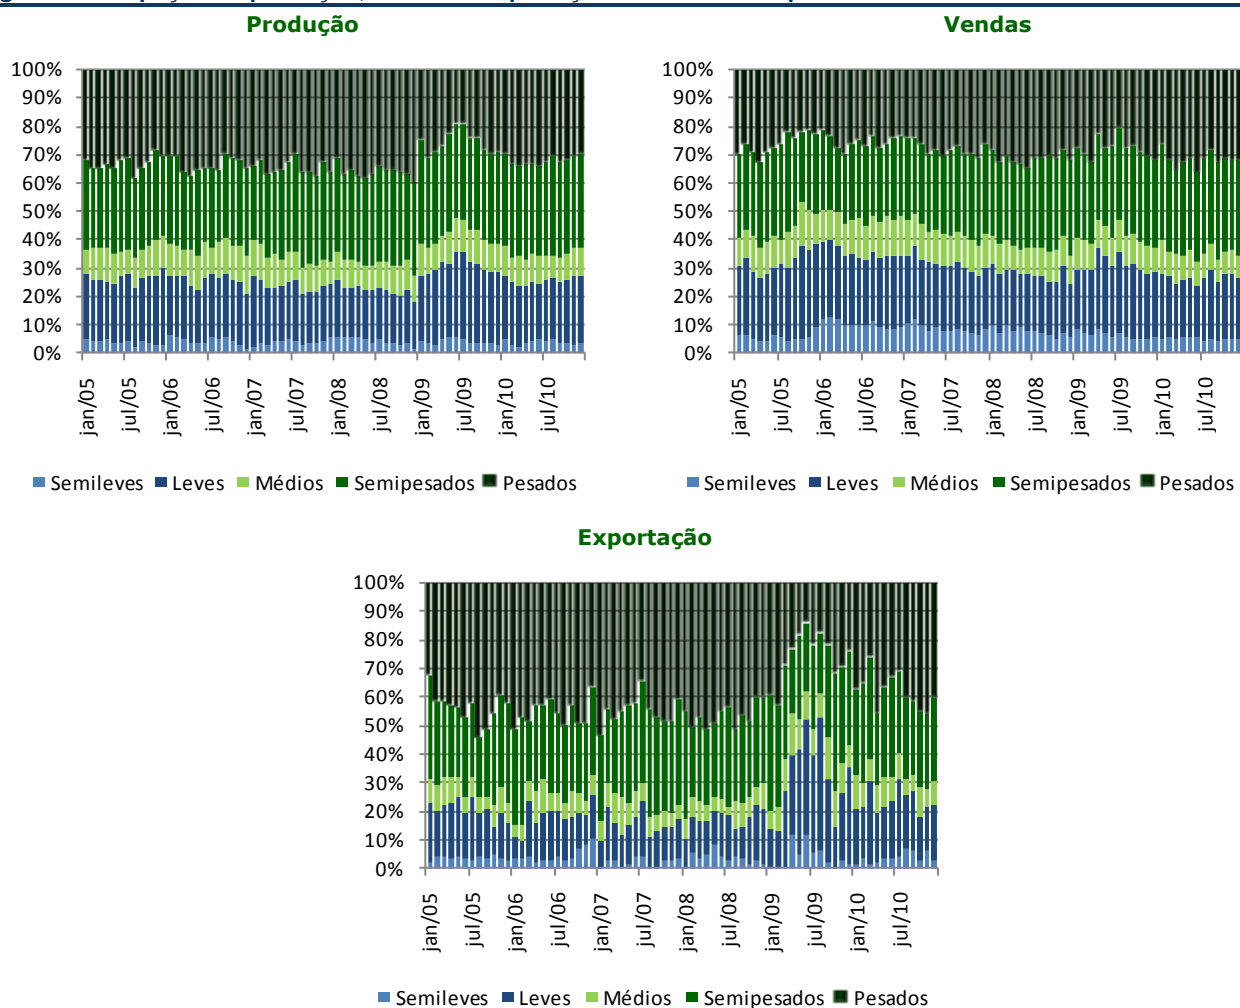 Produção
Vendas
100%
90%
80%
70%
60%
50%
40%
30%
20%
10%
0%
jan/05
jul/05
jan/06
jul/06
jan/07
jul/07
jan/08
jul/08
jan/09
jul/09
jan/10
jul/10
Semileves Leves Médios Semipesados Pesados
100%
90%
80%
70%
60%
50%
40%
30%
20%
10%
0%
jan/05
jul/05
jan/06
jul/06
jan/07
jul/07
jan/08
jul/08
jan/09
jul/09
jan/10
jul/10
Semileves Leves Médios Semipesados Pesados
Exportação
100%
90%
80%
70%
60%
50%
40%
30%
20%
10%
0%
jan/05
jul/05
jan/06
jul/06
jan/07
jul/07
jan/08
jul/08
jan/09
jul/09
jan/10
jul/10
Semileves Leves Médios Semipesados Pesados